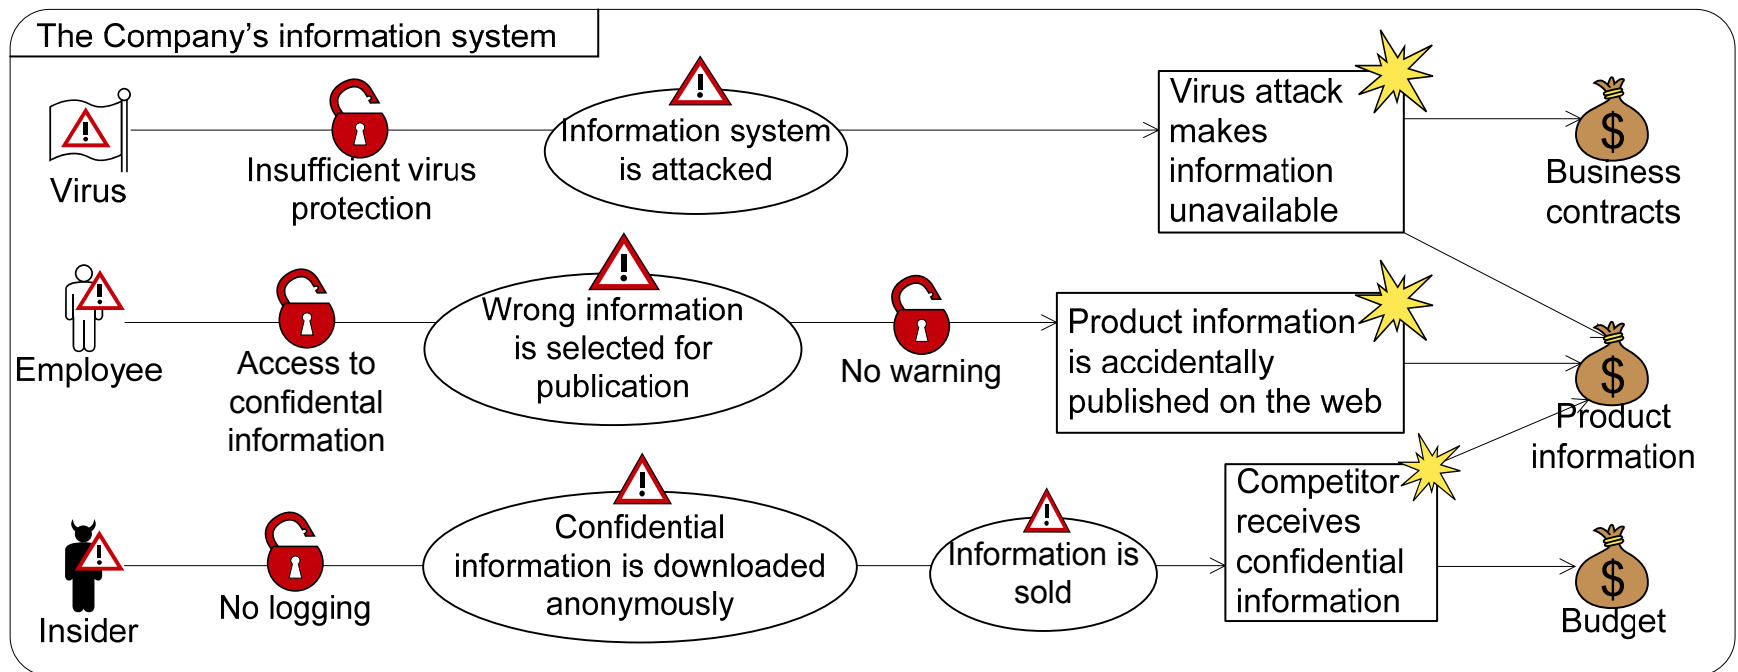 The Company's information system
Virus
Insufficient virus
protection
Information system
is attacked
Virus attack
makes
information
unavailable
$
Business
contracts
Employee
Access to
confidental
information
Wrong information
is selected for
publication
No warning
Product information
is accidentally
published on the web
$
Product
information
Insider
No logging
Confidential
information is downloaded
anonymously
Information is
sold
Competitor
receives
confidential
information
$
Budget